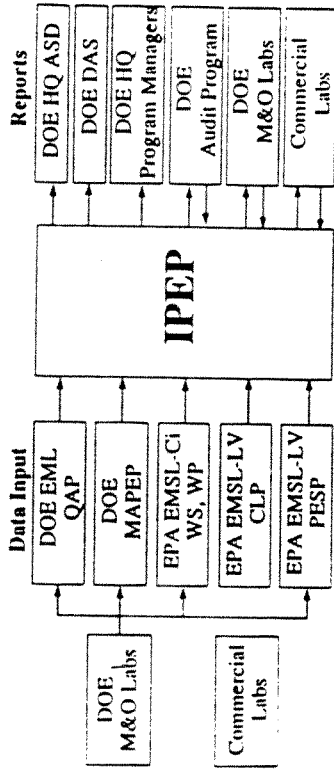 Data Input
Reports
DOE
M&O Labs
Commercial
Labs
DOE EML
QAP
DOE
MAPEP
EPA EMSL-Ci
WS, WP
EPA EMSL-LV
CLP
EPA EMSL-LV
PESP
IPEP
DOE HQ ASD
DOE DAS
DOE HQ
Program Managers
DOE
Audit Program
DOE
M&O Labs
Commercial
Labs